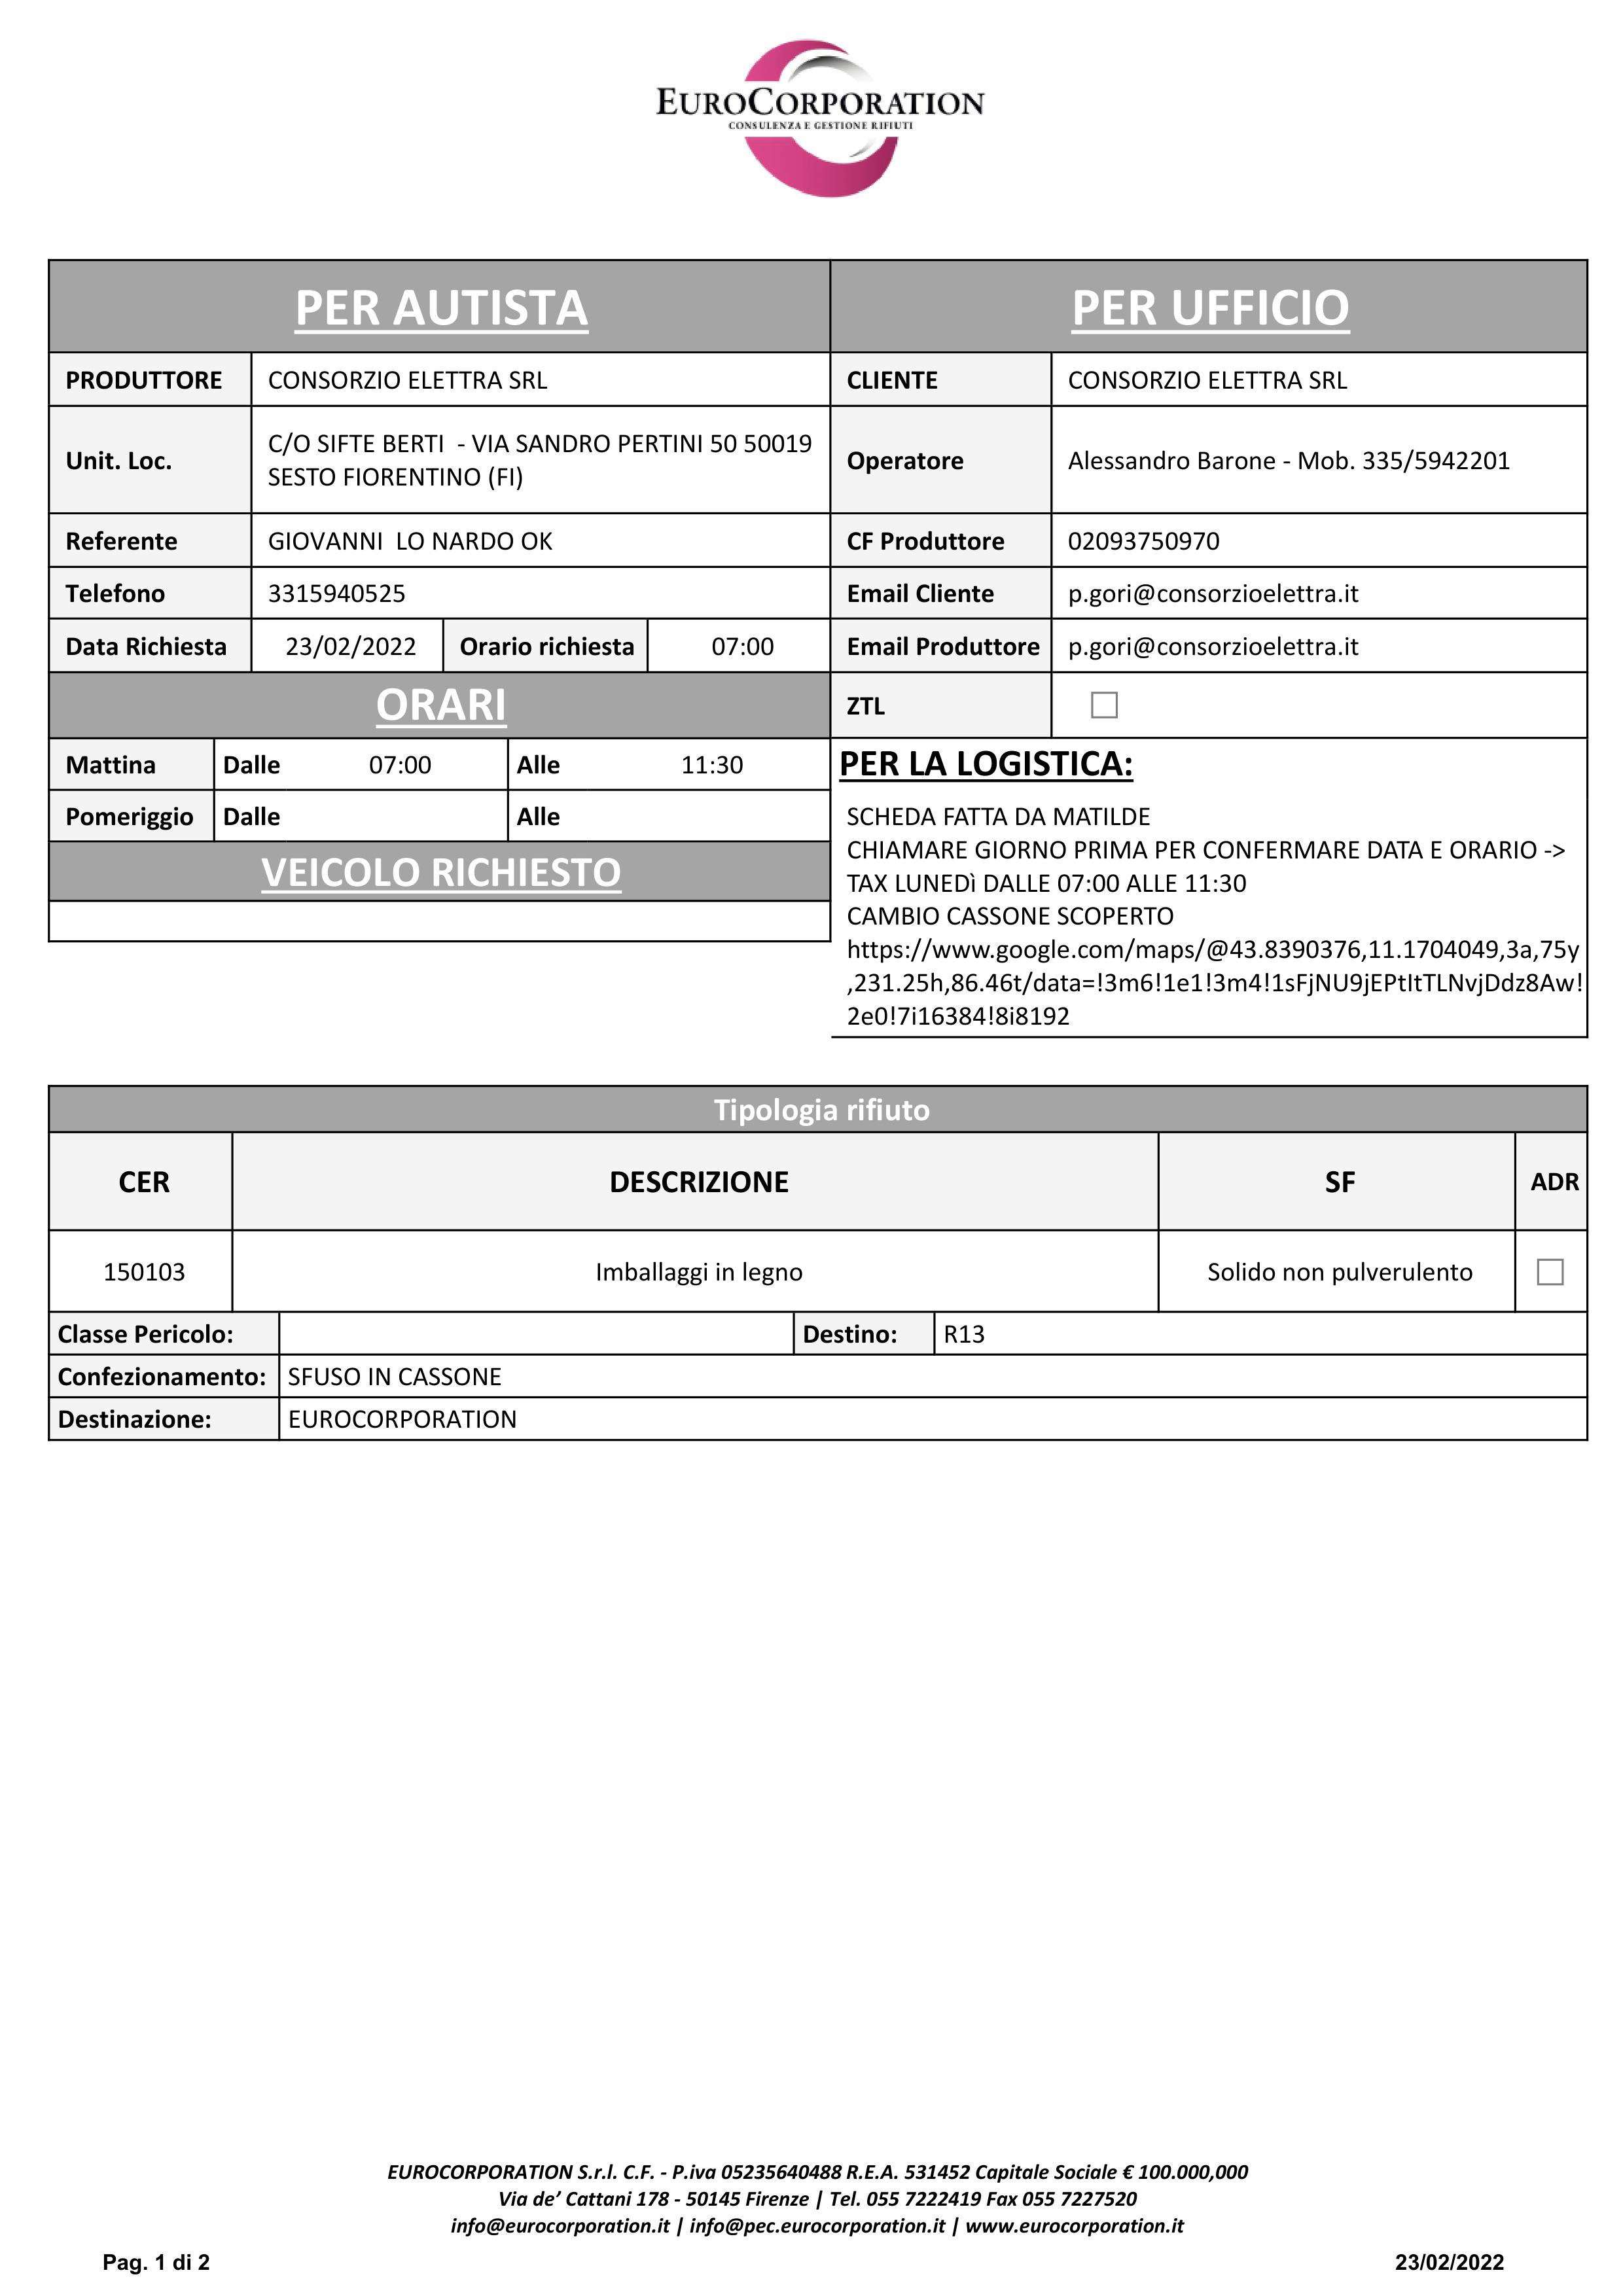 EUROCORPORATION
CONSULENZA E GESTIONE RIFIUTI
PER AUTISTA
PER UFFICIO
PRODUTTORE CONSORZIO ELETTRA SRL
CLIENTE CONSORZIO ELETTRA SRL
Unit. Loc. C/O SIFTE BERTI - VIA SANDRO PERTINI 50 50019
SESTO FIORENTINO (FI)
Operatore Alessandro Barone - Mob. 335/5942201
Referente GIOVANNI LO NARDO OK
CF Produttore 02093750970
Telefono 3315940525
Email Cliente p.gori@consorzioelettra.it
Data Richiesta 23/02/2022 Orario richiesta 07:00
Email Produttore p.gori@consorzioelettra.it
ORARI
ZTL
Mattina Dalle 07:00 Alle 11:30
Pomeriggio Dalle Alle
VEICOLO RICHIESTO
PER LA LOGISTICA:
SCHEDA FATTA DA MATILDE
CHIAMARE GIORNO PRIMA PER CONFERMARE DATA E ORARIO ->
TAX LUNEDì DALLE 07:00 ALLE 11:30
CAMBIO CASSONE SCOPERTO
https://www.google.com/maps/@43.8390376,11.1704049,3a,75y
,231.25h,86.46t/data=!3m6!1e1!3m4!1sFjNU9jEPtItTLNvjDdz8Aw!
2e0!7i16384!8i8192
Tipologia rifiuto
CER DESCRIZIONE SF ADR
150103 Imballaggi in legno Solido non pulverulento
Classe Pericolo: Destino: R13
Confezionamento: SFUSO IN CASSONE
Destinazione: EUROCORPORATION
EUROCORPORATION S.r.l. C.F. - P.iva 05235640488 R.E.A. 531452 Capitale Sociale € 100.000,000
Via de’ Cattani 178 - 50145 Firenze | Tel. 055 7222419 Fax 055 7227520
info@eurocorporation.it | info@pec.eurocorporation.it | www.eurocorporation.it
Pag. 1 di 2 23/02/2022